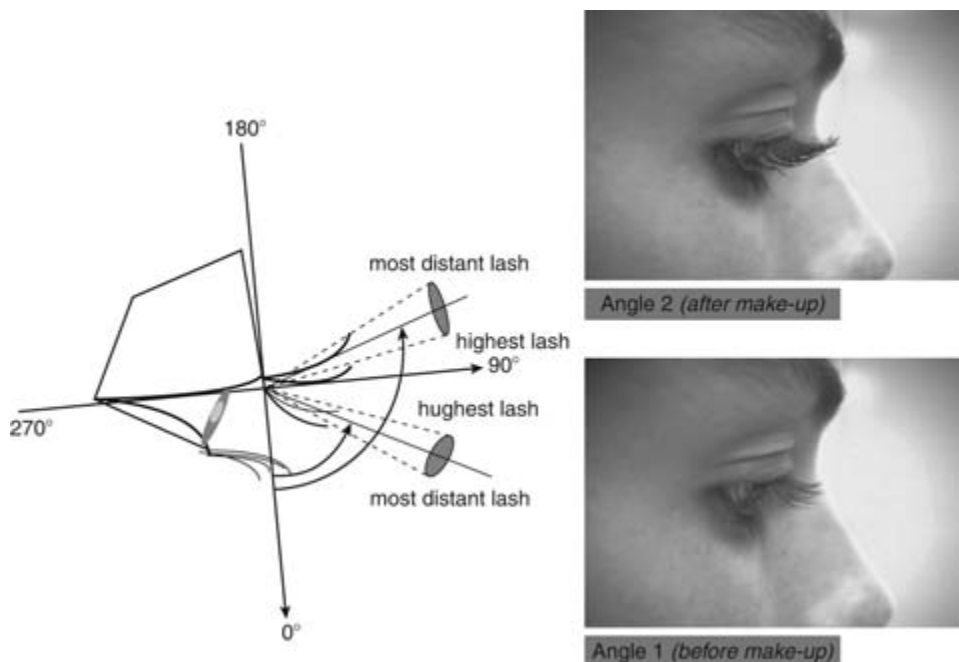 180°
most distant lash
highest lash
90°
hughest lash
270°
most distant lash
0°
Angle 2 (after make-up)
Angle 1 (before make-up)